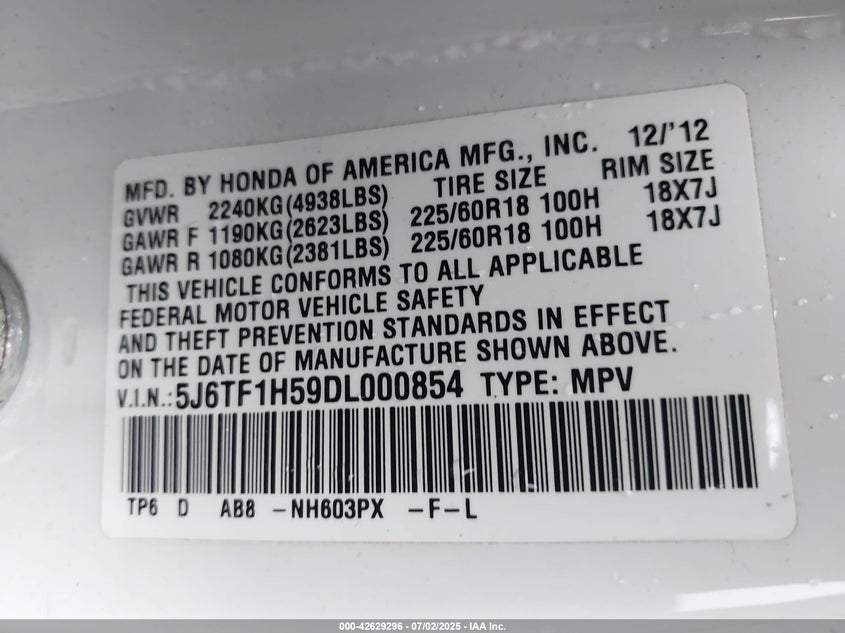 MFD. BY HONDA OF AMERICA MFG., INC. 12/'12
GVWR 2240KG(4938LBS) TIRE SIZE RIM SIZE
GAWR F 1190KG(2623LBS) 225/60R18 100H 18X7J
GAWR R 1080KG(2381LBS) 225/60R18 100H 18X7J
THIS VEHICLE CONFORMS TO ALL APPLICABLE
FEDERAL MOTOR VEHICLE SAFETY
AND THEFT PREVENTION STANDARDS IN EFFECT
ON THE DATE OF MANUFACTURE SHOWN ABOVE.
V.I.N.:5J6TF1H59DL000854 TYPE: MPV
TP6 D AB8 -NH603PX -F-L
000-42629296 - 07/02/2025 - IAA Inc.